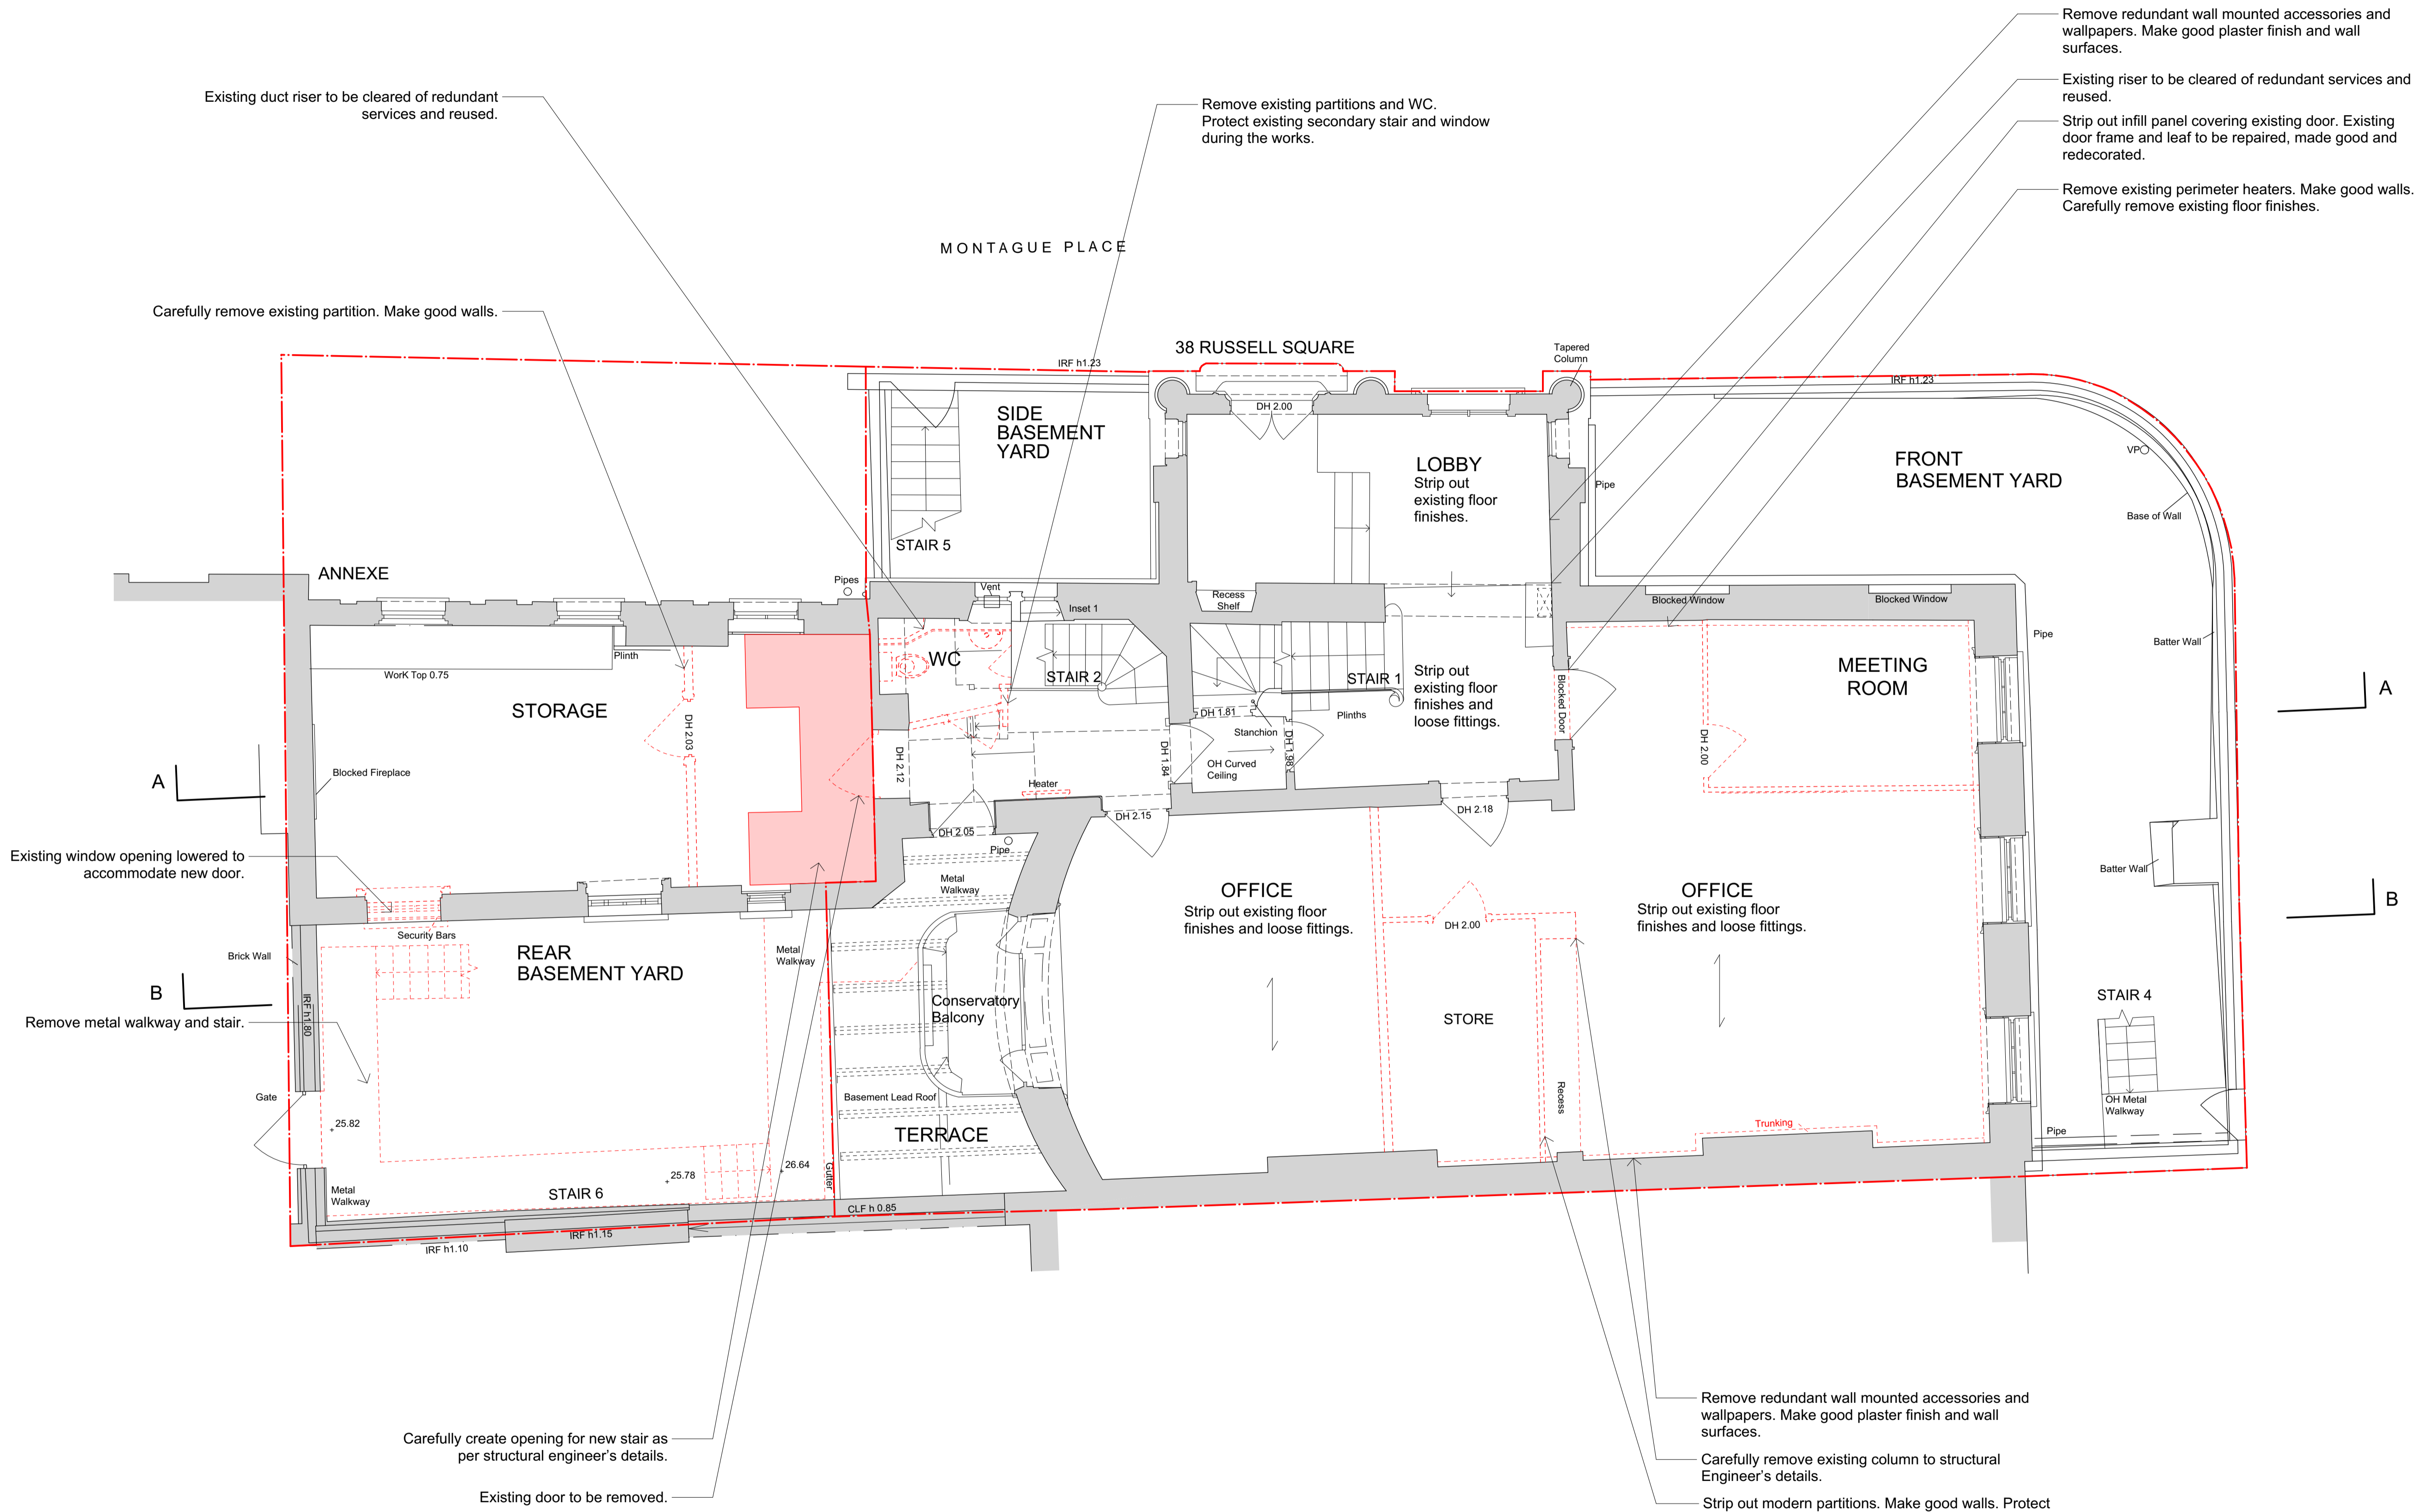 Remove redundant wall mounted accessories and
wallpapers. Make good plaster finish and wall
surfaces.
Existing riser to be cleared of redundant services and
reused.
Strip out infill panel covering existing door. Existing
door frame and leaf to be repaired, made good and
redecorated.
Remove existing perimeter heaters. Make good walls.
Carefully remove existing floor finishes.
Existing duct riser to be cleared of redundant
services and reused.
Remove existing partitions and WC.
Protect existing secondary stair and window
during the works.
MONTAGUE PLACE
Carefully remove existing partition. Make good walls.
38 RUSSELL SQUARE
IRF h1.23
Tapered
Column
IRF h1.23
DH 2.00
SIDE
BASEMENT
YARD
STAIR 5
LOBBY
Strip out
existing floor
finishes.
FRONT
BASEMENT YARD
VP
Pipe
Base of Wall
ANNEXE
Pipes
Vent
Inset 1
Recess
Shelf
Blocked Window
Blocked Window
Pipe
Batter Wall
Plinth
WorK Top 0.75
STORAGE
WC
STAIR 2
STAIR 1
Strip out
existing floor
finishes and
loose fittings.
Plinths
Blocked Door
MEETING
ROOM
DH 2.00
A
DH 2.03
DH 2.12
DH 1.81
Stanchion
DH 1.84
DH 1.98
OH Curved
Ceiling
Heater
Blocked Fireplace
A
DH 2.05
DH 2.15
DH 2.18
Pipe
Existing window opening lowered to
accommodate new door.
Metal
Walkway
OFFICE
Strip out existing floor
finishes and loose fittings.
OFFICE
Strip out existing floor
finishes and loose fittings.
DH 2.00
Batter Wall
B
Security Bars
Brick Wall
REAR
BASEMENT YARD
Metal
Walkway
B
IRF h1.80
Remove metal walkway and stair.
Conservatory
Balcony
STORE
STAIR 4
Gate
25.82
Basement Lead Roof
Recess
OH Metal
Walkway
TERRACE
Trunking
Pipe
25.78
26.64
Gutter
Metal
Walkway
STAIR 6
CLF h 0.85
IRF h1.10
IRF h1.15
Carefully create opening for new stair as
per structural engineer’s details.
Existing door to be removed.
Remove redundant wall mounted accessories and
wallpapers. Make good plaster finish and wall
surfaces.
Carefully remove existing column to structural
Engineer’s details.
Strip out modern partitions. Make good walls. Protect